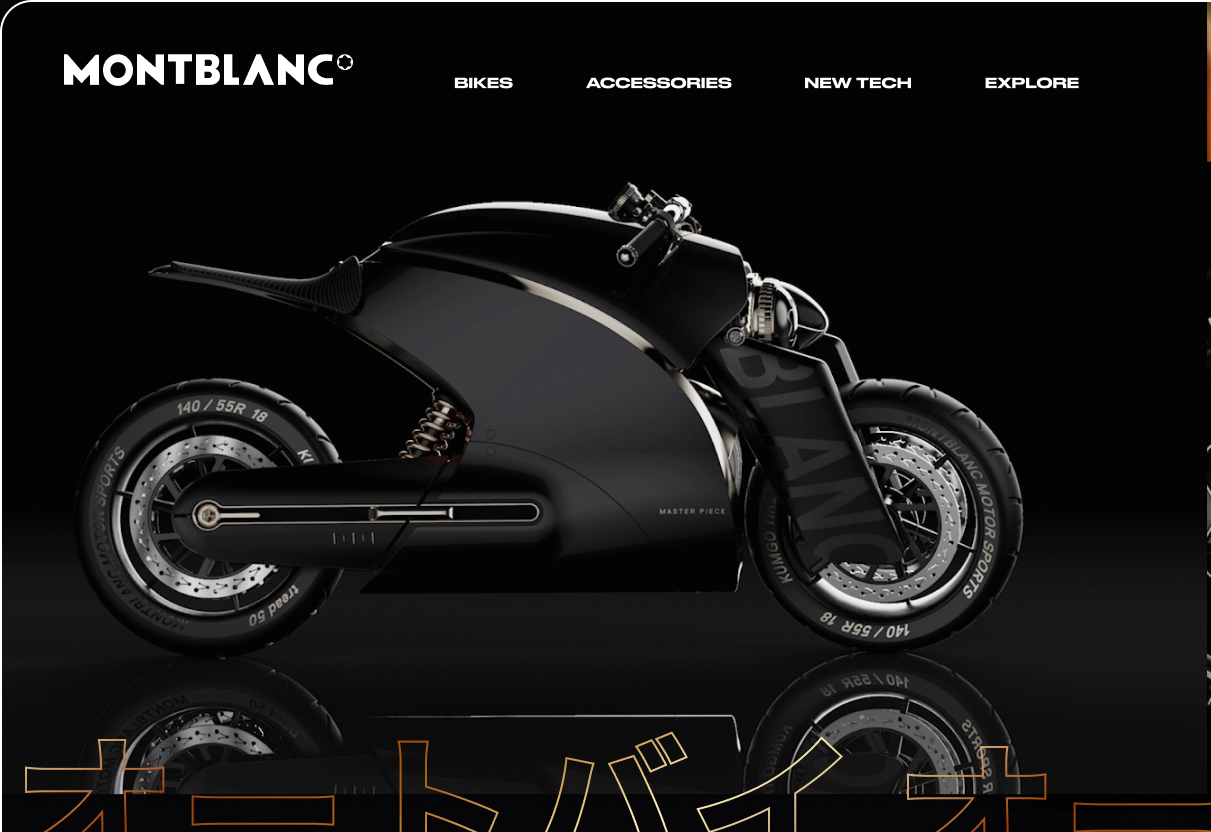 MONTBLANC
BIKES
ACCESSORIES
NEW TECH
EXPLORE
BLANC
140 / 55R 18
MONTBLANC MOTOR SPORTS
tread 50
MASTER PIECE
MONTBLANC MOTOR SPORTS
KUMGO
140 / 55R 18
オートバイ オー